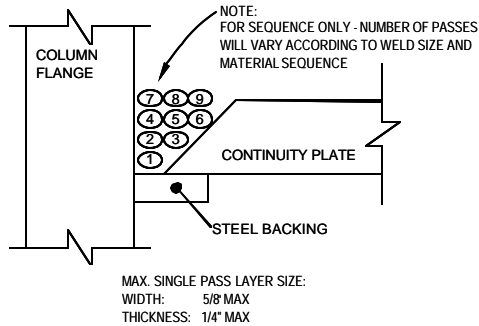 NOTE:
FOR SEQUENCE ONLY - NUMBER OF PASSES
WILL VARY ACCORDING TO WELD SIZE AND
MATERIAL SEQUENCE
COLUMN
FLANGE
7 8 9
4 5 6
2 3
1
CONTINUITY PLATE
STEEL BACKING
MAX. SINGLE PASS LAYER SIZE:
WIDTH: 5/8" MAX
THICKNESS: 1/4" MAX